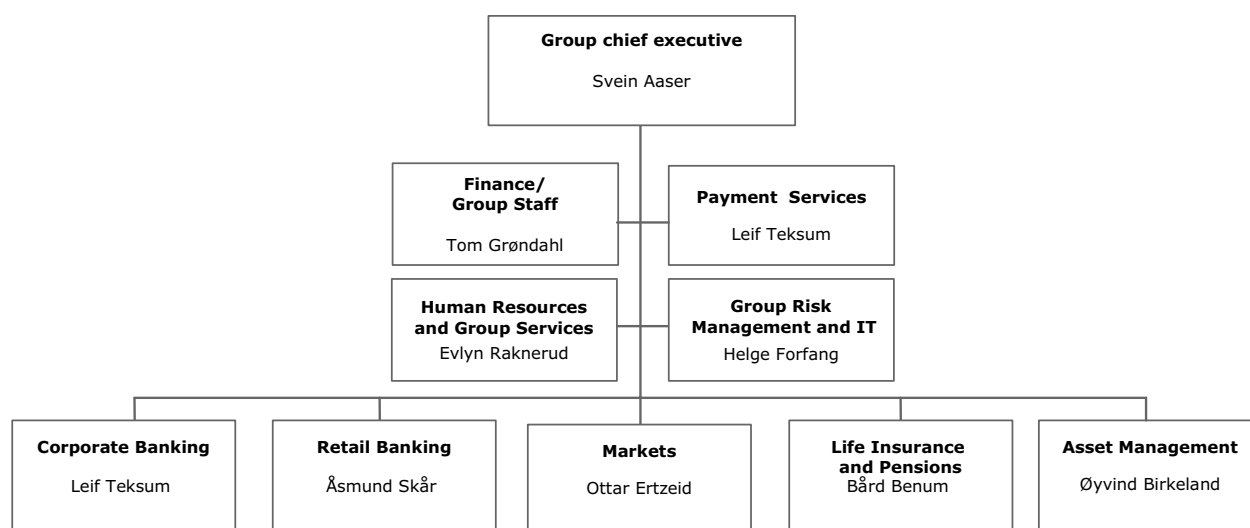 Group chief executive
Svein Aaser
Finance/
Group Staff
Tom Grøndahl
Payment Services
Leif Teksum
Human Resources
and Group Services
Evlyn Raknerud
Group Risk
Management and IT
Helge Forfang
Corporate Banking
Leif Teksum
Retail Banking
Åsmund Skår
Markets
Ottar Ertzeid
Life Insurance
and Pensions
Bård Benum
Asset Management
Øyvind Birkeland